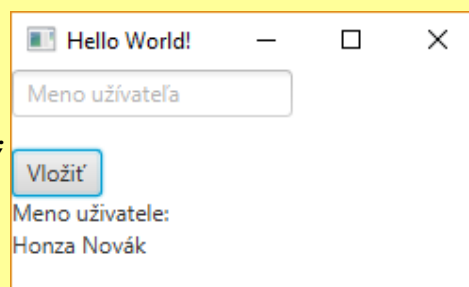 Hello World!
Meno užívateľa
Vložiť
Meno uživatele:
Honza Novák